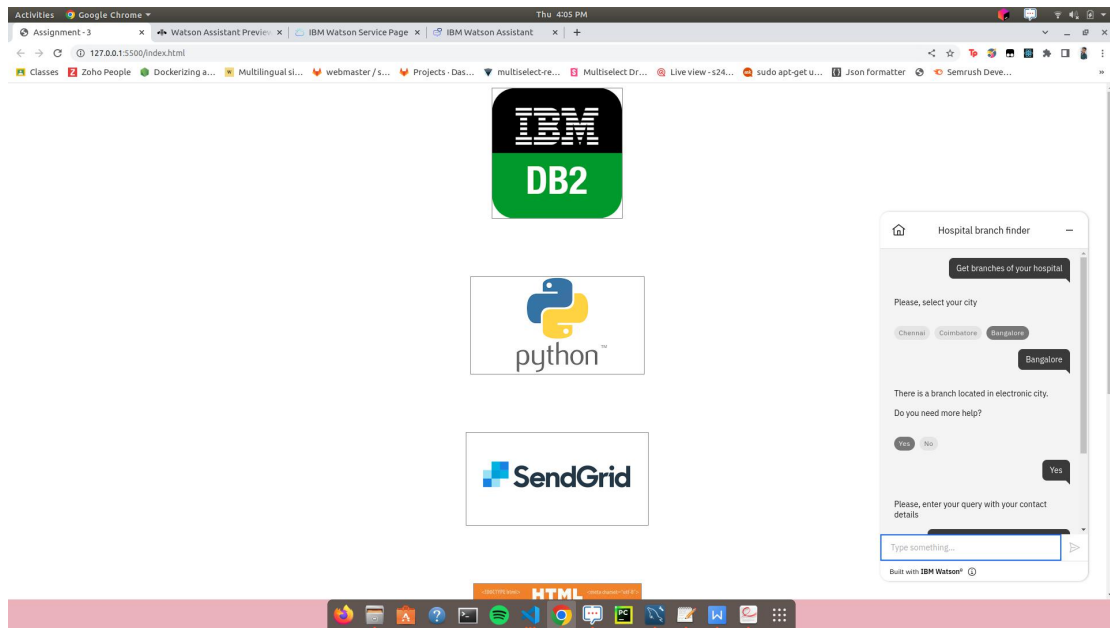 Activities Google Chrome Thu 4:05 PM
Assignment - 3 Watson Assistant Preview IBM Watson Service Page IBM Watson Assistant
127.0.0.1:5500/index.html
Classes Zoho People Dockerizing a... Multilingual si... webmaster / s... Projects · Das... multiselect-re... Multiselect Dr... Live view - s24... sudo apt-get u... Json formatter Semrush Deve...
IBM
DB2
python™
SendGrid
HTML
Hospital branch finder
Get branches of your hospital
Please, select your city
Chennai Coimbatore Bangalore
Bangalore
There is a branch located in electronic city.
Do you need more help?
Yes No
Yes
Please, enter your query with your contact
details
Type something...
Built with IBM Watson®